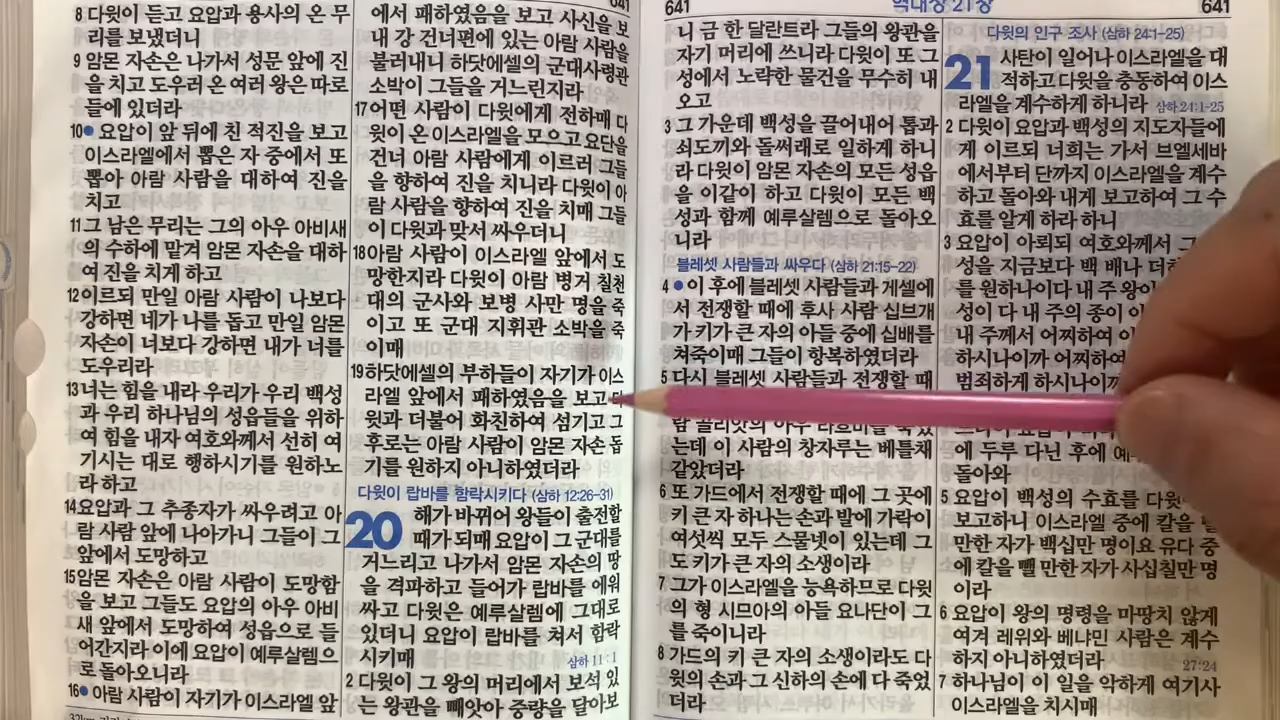 8 다윗이 듣고 요압과 용사의 온 무
리를 보냈더니
9 암몬 자손은 나가서 성문 앞에 진
을 치고 도우러 온 여러 왕은 따로
들에 있더라
10● 요압이 앞 뒤에 친 적진을 보고
이스라엘에서 뽑은 자 중에서 또
뽑아 아람 사람을 대하여 진을
치고
11 그 남은 무리는 그의 아우 아비새
의 수하에 맡겨 암몬 자손을 대하
여 진을 치게 하고
12 이르되 만일 아람 사람이 나보다
강하면 네가 나를 돕고 만일 암몬
자손이 너보다 강하면 내가 너를
도우리라
13 너는 힘을 내라 우리가 우리 백성
과 우리 하나님의 성읍들을 위하
여 힘을 내자 여호와께서 선히 여
기시는 대로 행하시기를 원하노
라 하고
14 요압과 그 추종자가 싸우려고 아
람 사람 앞에 나아가니 그들이 그
앞에서 도망하고
15 암몬 자손은 아람 사람이 도망함
을 보고 그들도 요압의 아우 아비
새 앞에서 도망하여 성읍으로 들
어간지라 이에 요압이 예루살렘으
로 돌아오니라
16● 아람 사람이 자기가 이스라엘 앞
641
에서 패하였음을 보고 사신을 보
내 강 건너편에 있는 아람 사람을
불러내니 하닷에셀의 군대사령관
소박이 그들을 거느린지라
17 어떤 사람이 다윗에게 전하매 다
윗이 온 이스라엘을 모으고 요단을
건너 아람 사람에게 이르러 그들
을 향하여 진을 치니라 다윗이 아
람 사람을 향하여 진을 치매 그들
이 다윗과 맞서 싸우더니
18 아람 사람이 이스라엘 앞에서 도
망한지라 다윗이 아람 병거 칠천
대의 군사와 보병 사만 명을 죽
이고 또 군대 지휘관 소박을 죽
이매
19 하닷에셀의 부하들이 자기가 이스
라엘 앞에서 패하였음을 보고
윗과 더불어 화친하여 섬기고 그
후로는 아람 사람이 암몬 자손 돕
기를 원하지 아니하였더라
다윗이 랍바를 함락시키다 (삼하 12:26-31)
20 해가 바뀌어 왕들이 출전할
때가 되매 요압이 그 군대를
거느리고 나가서 암몬 자손의 땅
을 격파하고 들어가 랍바를 에워
싸고 다윗은 예루살렘에 그대로
있더니 요압이 랍바를 쳐서 함락
시키매 삼하 11:1
2 다윗이 그 왕의 머리에서 보석 있
는 왕관을 빼앗아 중량을 달아보
641 역대상 21장 641
니 금 한 달란트라 그들의 왕관을
자기 머리에 쓰니라 다윗이 또 그
성에서 노략한 물건을 무수히 내
오고
3 그 가운데 백성을 끌어내어 톱과
쇠도끼와 돌써래로 일하게 하니
라 다윗이 암몬 자손의 모든 성읍
을 이같이 하고 다윗이 모든 백
성과 함께 예루살렘으로 돌아오
니라
블레셋 사람들과 싸우다 (삼하 21:15-22)
4 ● 이 후에 블레셋 사람들과 게셀에
서 전쟁할 때에 후사 사람 십브개
가 키가 큰 자의 아들 중에 십배를
쳐죽이매 그들이 항복하였더라
5 다시 블레셋 사람들과 전쟁할 때
람 골리앗의 아우 라흐미를 죽였
는데 이 사람의 창자루는 베틀채
같았더라
6 또 가드에서 전쟁할 때에 그 곳에
키 큰 자 하나는 손과 발에 가락이
여섯씩 모두 스물넷이 있는데 그
도 키가 큰 자의 소생이라
7 그가 이스라엘을 능욕하므로 다윗
의 형 시므아의 아들 요나단이 그
를 죽이니라
8 가드의 키 큰 자의 소생이라도 다
윗의 손과 그 신하의 손에 다 죽었
더라
다윗의 인구 조사 (삼하 24:1-25)
21 사탄이 일어나 이스라엘을 대
적하고 다윗을 충동하여 이스
라엘을 계수하게 하니라 삼하 24:1-25
2 다윗이 요압과 백성의 지도자들에
게 이르되 너희는 가서 브엘세바
에서부터 단까지 이스라엘을 계수
하고 돌아와 내게 보고하여 그 수
효를 알게 하라 하니
3 요압이 아뢰되 여호와께서 그
성을 지금보다 백 배나
를 원하나이다 내 주 왕이
성이 다 내 주의 종이
내 주께서 어찌하여
하시나이까 어찌하여
범죄하게 하시나이까
에 두루 다닌 후에
돌아와
5 요압이 백성의 수효를
보고하니 이스라엘 중에 칼을
만한 자가 백십만 명이요 유다 중
에 칼을 뺄 만한 자가 사십칠만 명
이라
6 요압이 왕의 명령을 마땅치 않게
여겨 레위와 베냐민 사람은 계수
하지 아니하였더라 27:24
7 하나님이 이 일을 악하게 여기사
이스라엘을 치시매